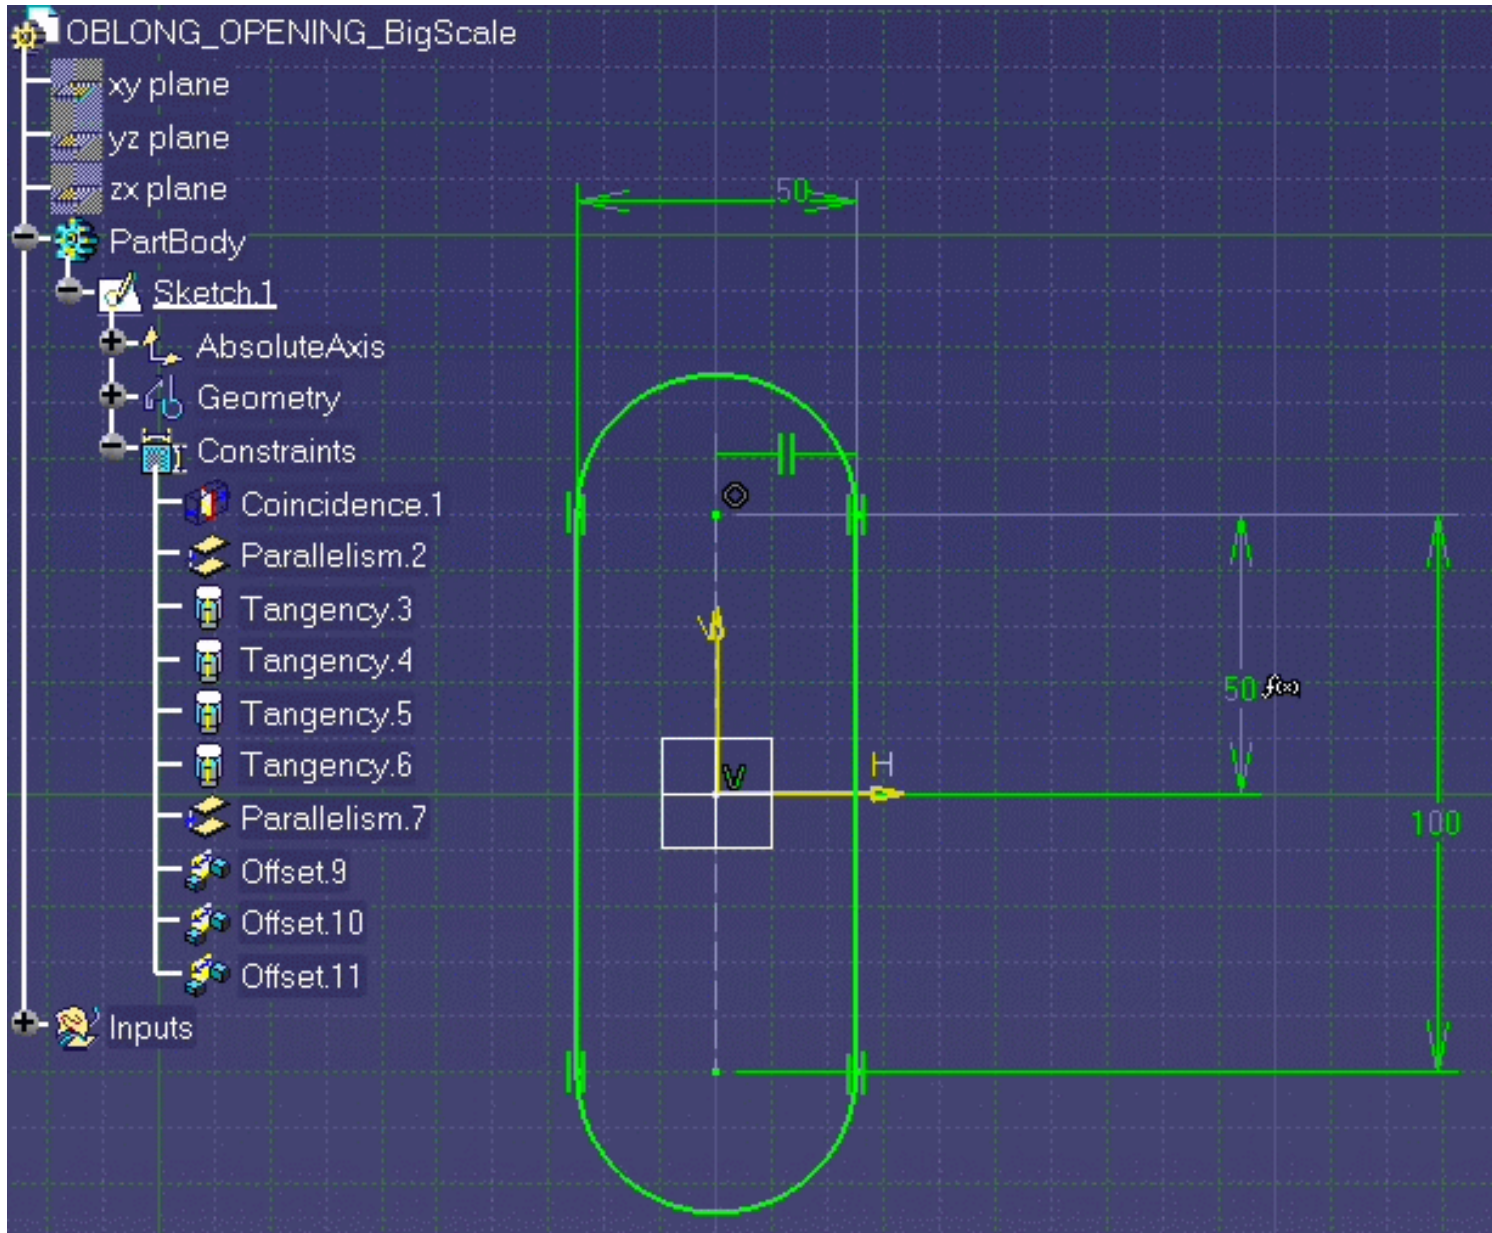 OBLONG_OPENING_BigScale
xy plane
yz plane
zx plane
PartBody
Sketch.1
AbsoluteAxis
Geometry
Constraints
Coincidence.1
Parallelism.2
Tangency.3
Tangency.4
Tangency.5
Tangency.6
Parallelism.7
Offset.9
Offset.10
Offset.11
Inputs
50
V
50 f(x)
H
V
100